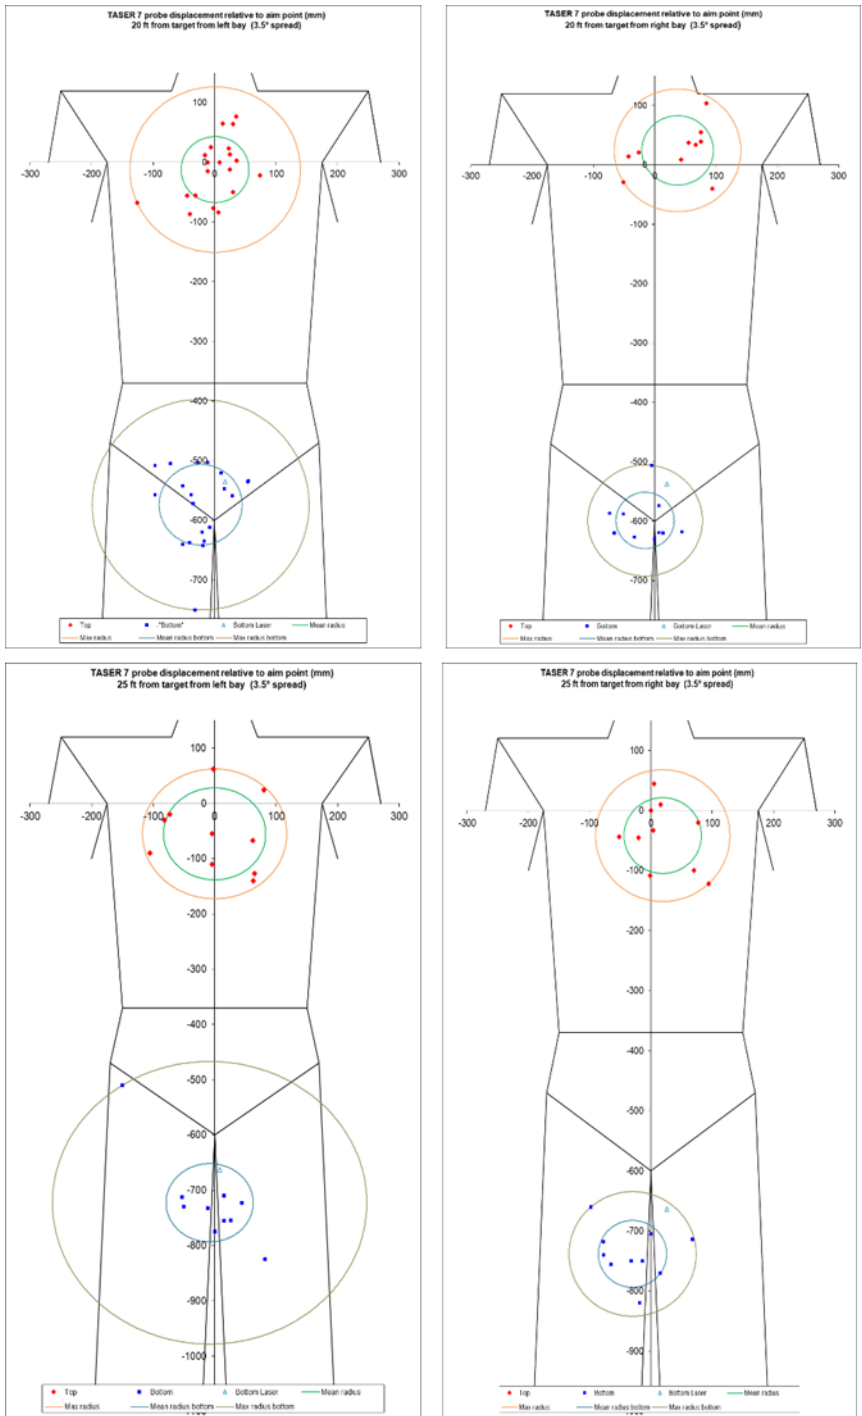 TASER 7 probe displacement relative to aim point (mm)
20 ft from target from left bay (3.5° spread)
100
-300
-200
-100
0
0
100
200
300
-100
-200
-300
-400
-500
-600
-700
Top
-"Bottom"
Bottom Laser
Mean radius
Max radius
Mean radius bottom
Max radius bottom
TASER 7 probe displacement relative to aim point (mm)
20 ft from target from right bay (3.5° spread)
100
-300
-200
-100
0
0
100
200
300
-100
-200
-300
-400
-500
-600
-700
Top
Bottom
Bottom Laser
Mean radius
Max radius
Mean radius bottom
Max radius bottom
TASER 7 probe displacement relative to aim point (mm)
25 ft from target from left bay (3.5° spread)
100
-300
-200
-100
0
0
100
200
300
-100
-200
-300
-400
-500
-600
-700
-800
-900
-1000
Top
Bottom
Bottom Laser
Mean radius
Max radius
Mean radius bottom
Max radius bottom
-1100
TASER 7 probe displacement relative to aim point (mm)
25 ft from target from right bay (3.5° spread)
100
-300
-200
-100
0
0
100
200
300
-100
-200
-300
-400
-500
-600
-700
-800
-900
Top
Bottom
Bottom Laser
Mean radius
Max radius
Mean radius bottom
Max radius bottom